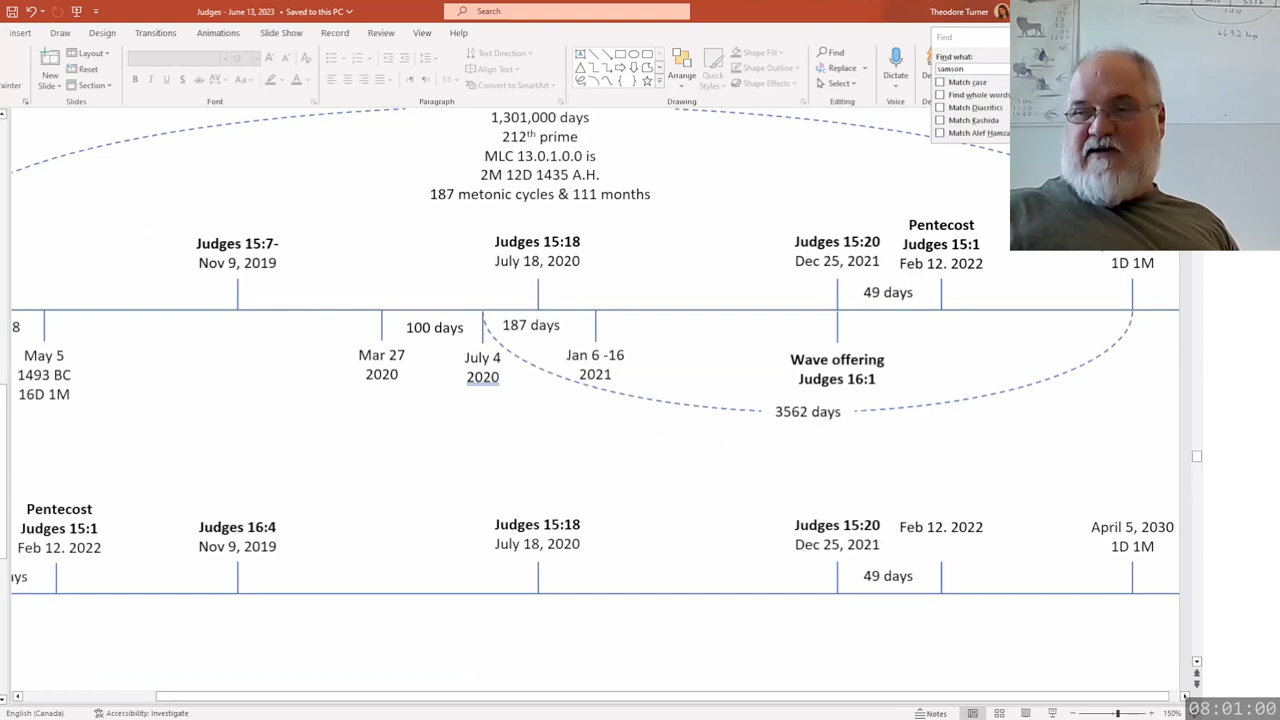 Judges - June 13, 2023 • Saved to this PC
Search
Theodore Turner
Insert
Draw
Design
Transitions
Animations
Slide Show
Record
Review
View
Help
New
Slide
Layout
Reset
Section
Slides
Font
Text Direction
Align Text
Convert to SmartArt
Paragraph
Arrange
Quick
Styles
Shape Fill
Shape Outline
Shape Effects
Drawing
Find
Replace
Select
Editing
Dictate
Voice
Find
Find what:
samson
Match case
Find whole words
Match Diacritics
Match Kashida
Match Alef Hamza
1,301,000 days
212th prime
MLC 13.0.1.0.0 is
2M 12D 1435 A.H.
187 metonic cycles & 111 months
Judges 15:7-
Nov 9, 2019
Judges 15:18
July 18, 2020
Judges 15:20
Dec 25, 2021
Pentecost
Judges 15:1
Feb 12. 2022
1D 1M
49 days
8
May 5
1493 BC
16D 1M
Mar 27
2020
100 days
July 4
2020
187 days
Jan 6 -16
2021
Wave offering
Judges 16:1
3562 days
Pentecost
Judges 15:1
Feb 12. 2022
Judges 16:4
Nov 9, 2019
Judges 15:18
July 18, 2020
Judges 15:20
Dec 25, 2021
Feb 12. 2022
April 5, 2030
1D 1M
49 days
English (Canada)
Accessibility: Investigate
Notes
150%
08:01:00